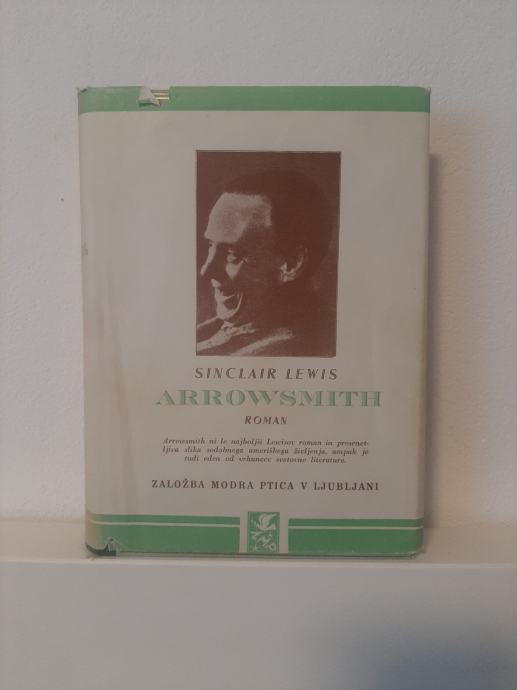 SINCLAIR LEWIS
ARROWSMITH
ROMAN
Arrowsmith ni le najboljši Lewisov roman in presenet-
ljiva slika sodobnega ameriškega življenja, ampak je
tudi eden od vrhuncev svetovne literature.
ZALOŽBA MODRA PTICA V LJUBLJANI